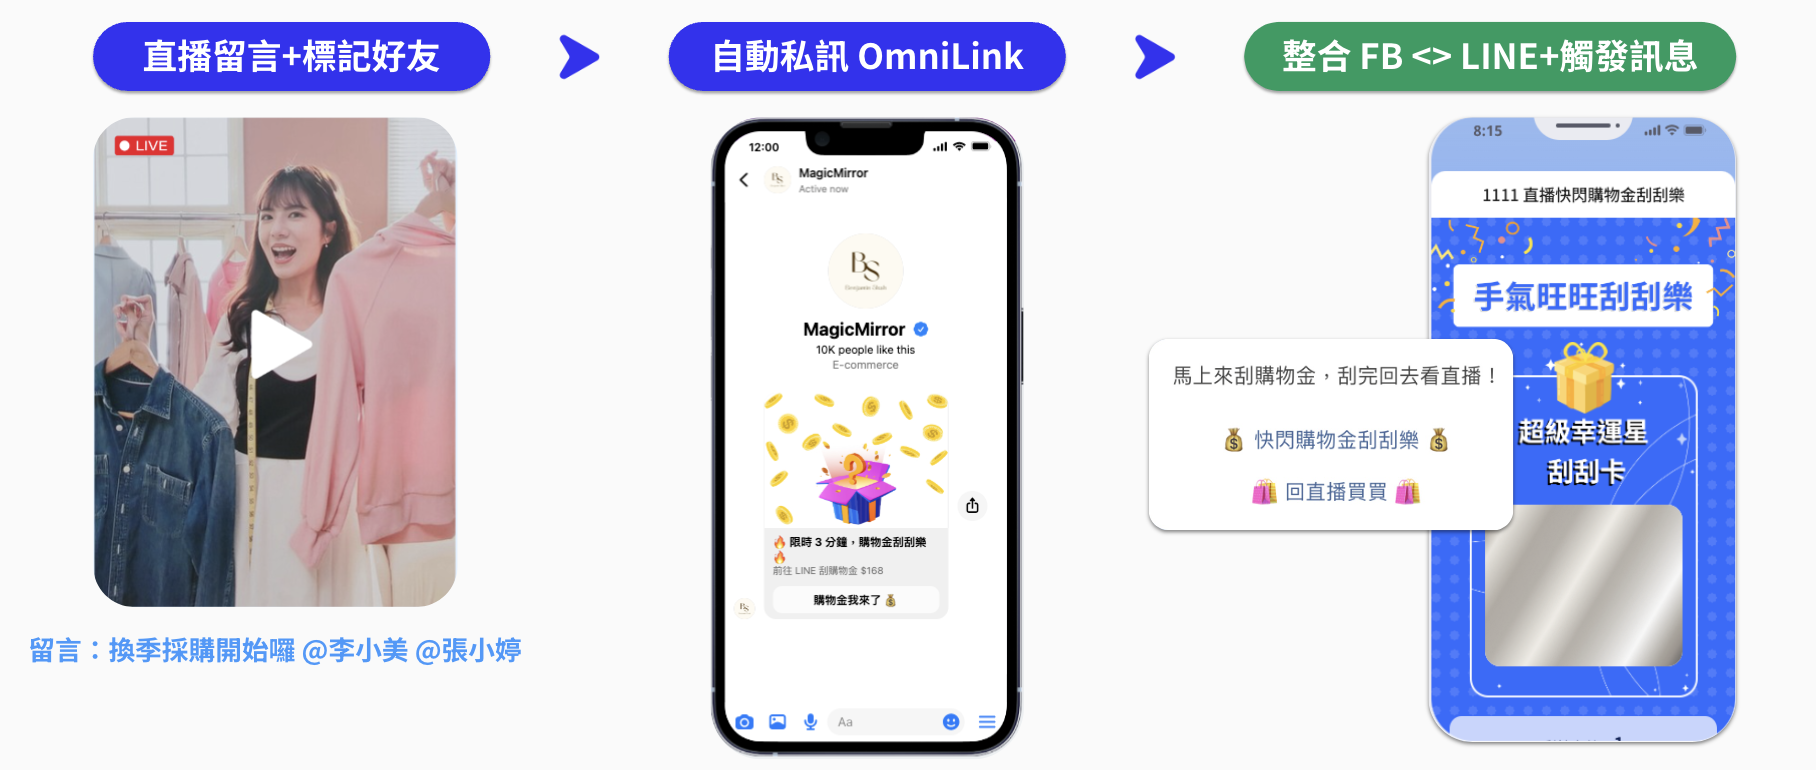 直播留言+標記好友
自動私訊 OmniLink
整合 FB <> LINE+觸發訊息
LIVE
留言：換季採購開始囉 @李小美 @張小婷
12:00
MagicMirror
Active now
BS
MagicMirror
10K people like this
E-commerce
🔥 限時 3 分鐘，購物金刮刮樂
🔥
前往 LINE 刮購物金 $168
購物金我來了 💰
BS
Aa
8:15
1111 直播快閃購物金刮刮樂
手氣旺旺刮刮樂
超級幸運星
刮刮卡
馬上來刮購物金，刮完回去看直播！
💰 快閃購物金刮刮樂 💰
🛍️ 回直播買買 🛍️